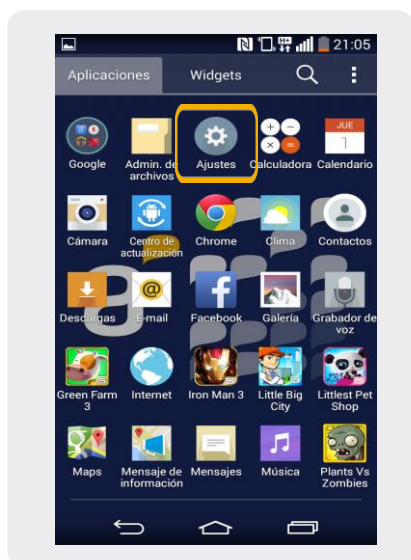 21:05
Aplicaciones Widgets
Google Admin. de archivos Ajustes Calculadora JUE 1 Calendario
Cámara Centro de actualización Chrome Clima Contactos
Descargas E-mail Facebook Galería Grabador de voz
Green Farm 3 Internet Iron Man 3 Little Big City Littlest Pet Shop
Maps Mensaje de información Mensajes Música Plants Vs Zombies